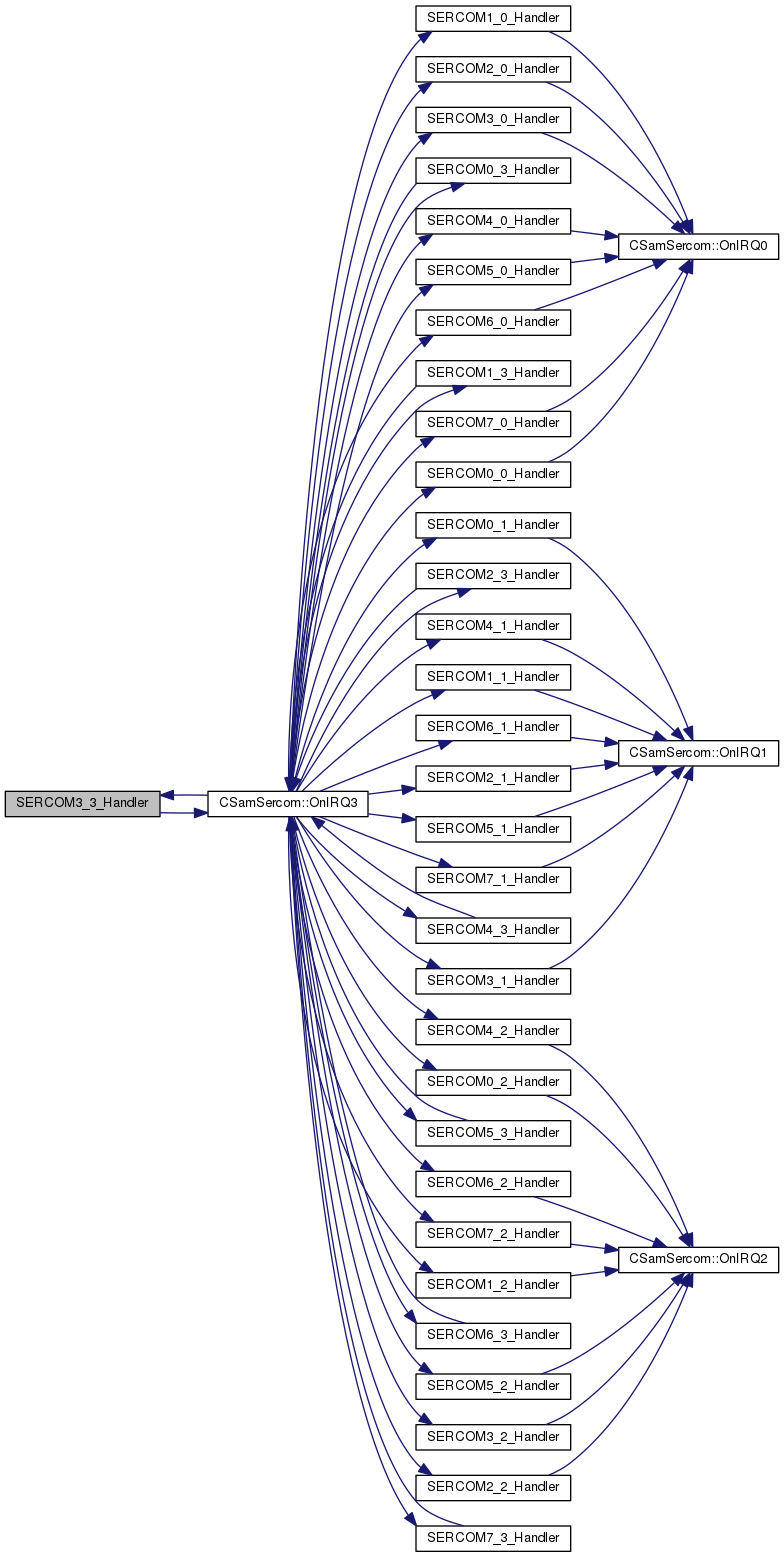 SERCOM1_0_Handler
SERCOM2_0_Handler
SERCOM3_0_Handler
SERCOM0_3_Handler
SERCOM4_0_Handler
CSamSercom::OnIRQ0
SERCOM5_0_Handler
SERCOM6_0_Handler
SERCOM1_3_Handler
SERCOM7_0_Handler
SERCOM0_0_Handler
SERCOM0_1_Handler
SERCOM2_3_Handler
SERCOM4_1_Handler
SERCOM1_1_Handler
SERCOM6_1_Handler
CSamSercom::OnIRQ1
SERCOM2_1_Handler
SERCOM3_3_Handler
CSamSercom::OnIRQ3
SERCOM5_1_Handler
SERCOM7_1_Handler
SERCOM4_3_Handler
SERCOM3_1_Handler
SERCOM4_2_Handler
SERCOM0_2_Handler
SERCOM5_3_Handler
SERCOM6_2_Handler
SERCOM7_2_Handler
CSamSercom::OnIRQ2
SERCOM1_2_Handler
SERCOM6_3_Handler
SERCOM5_2_Handler
SERCOM3_2_Handler
SERCOM2_2_Handler
SERCOM7_3_Handler